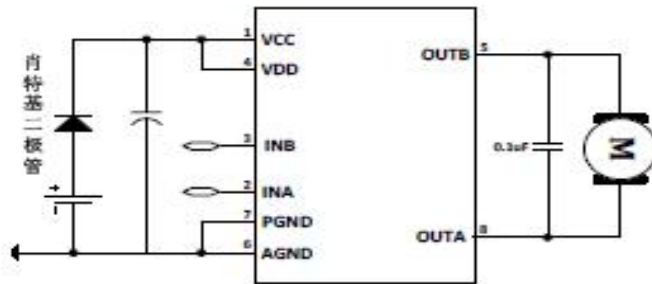 肖特基二极管
+
-
1 VCC
4 VDD
3 INB
2 INA
7 PGND
6 AGND
OUTB 5
OUTA 8
0.1uF
M